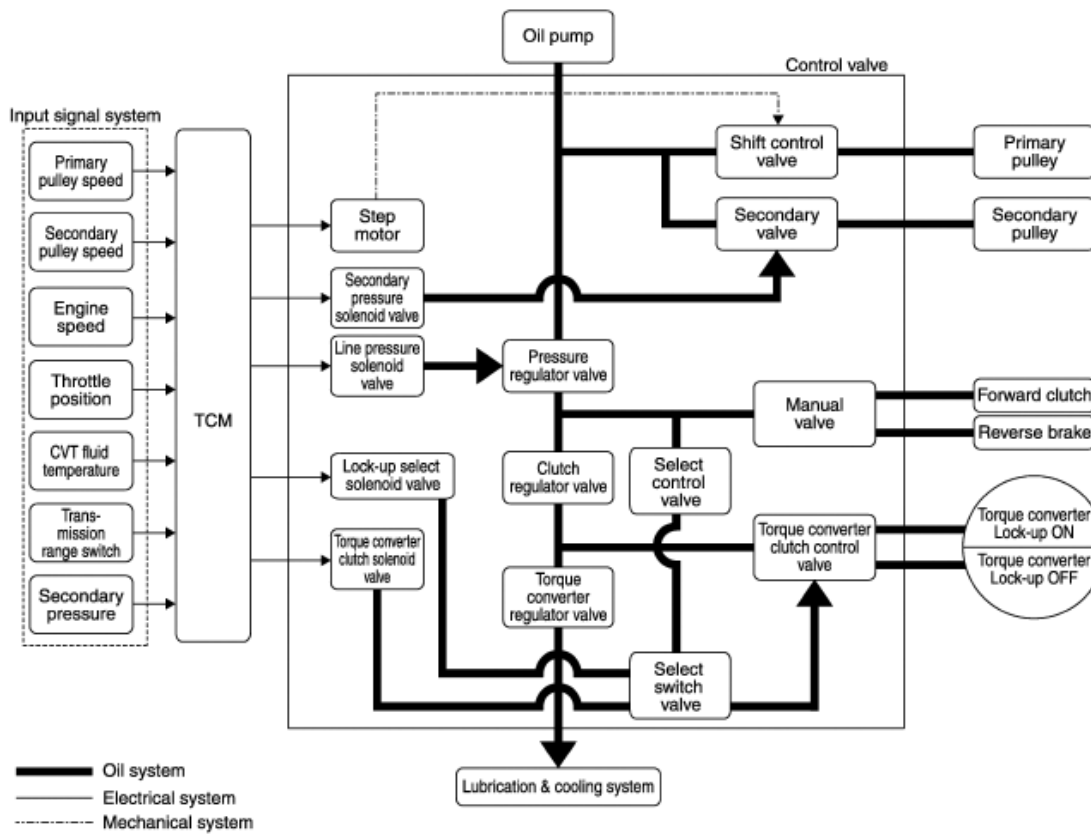 Oil pump
Control valve
Input signal system
Primary
pulley speed
Secondary
pulley speed
Engine
speed
Throttle
position
CVT fluid
temperature
Trans-
mission
range switch
Secondary
pressure
TCM
Step
motor
Secondary
pressure
solenoid valve
Line pressure
solenoid
valve
Lock-up select
solenoid valve
Torque converter
clutch solenoid
valve
Pressure
regulator valve
Clutch
regulator valve
Torque
converter
regulator valve
Shift control
valve
Secondary
valve
Manual
valve
Select
control
valve
Torque converter
clutch control
valve
Select
switch
valve
Primary
pulley
Secondary
pulley
Forward clutch
Reverse brake
Torque converter
Lock-up ON
Torque converter
Lock-up OFF
Lubrication & cooling system
Oil system
Electrical system
Mechanical system